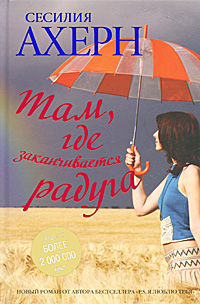 СЕСИЛИЯ
АХЕРН
Там,
где
заканчивается
радуга
БОЛЕЕ
2 000 000
НОВЫЙ РОМАН ОТ АВТОРА БЕСТСЕЛЛЕРА «P.S. Я ЛЮБЛЮ ТЕБЯ»